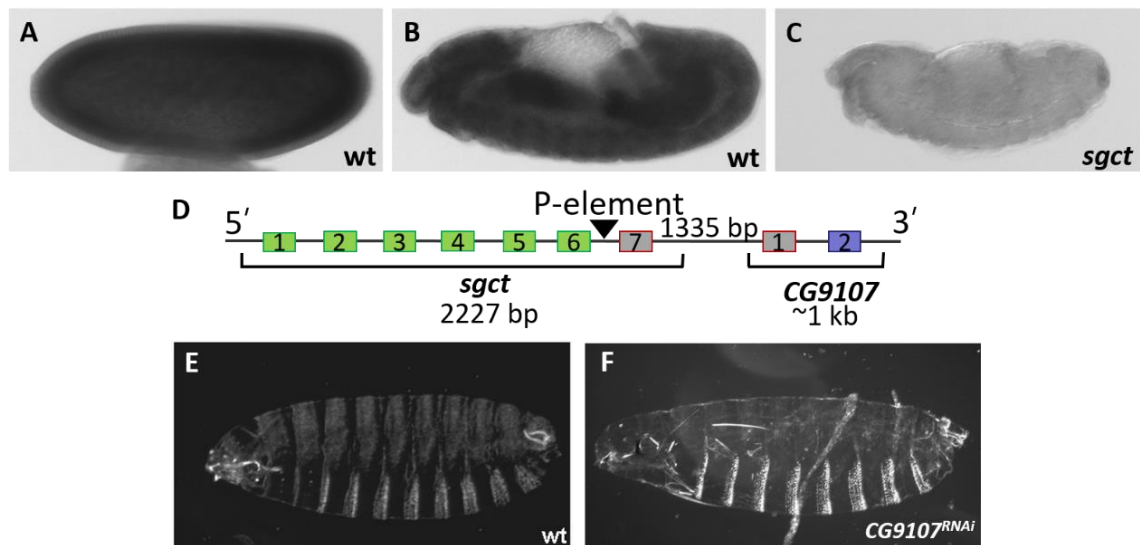 A
wt
B
wt
C
sgct
D
5′
P-element
1335 bp
3′
1
2
3
4
5
6
7
1
2
sgct
2227 bp
CG9107
~1 kb
E
wt
F
CG9107RNAi